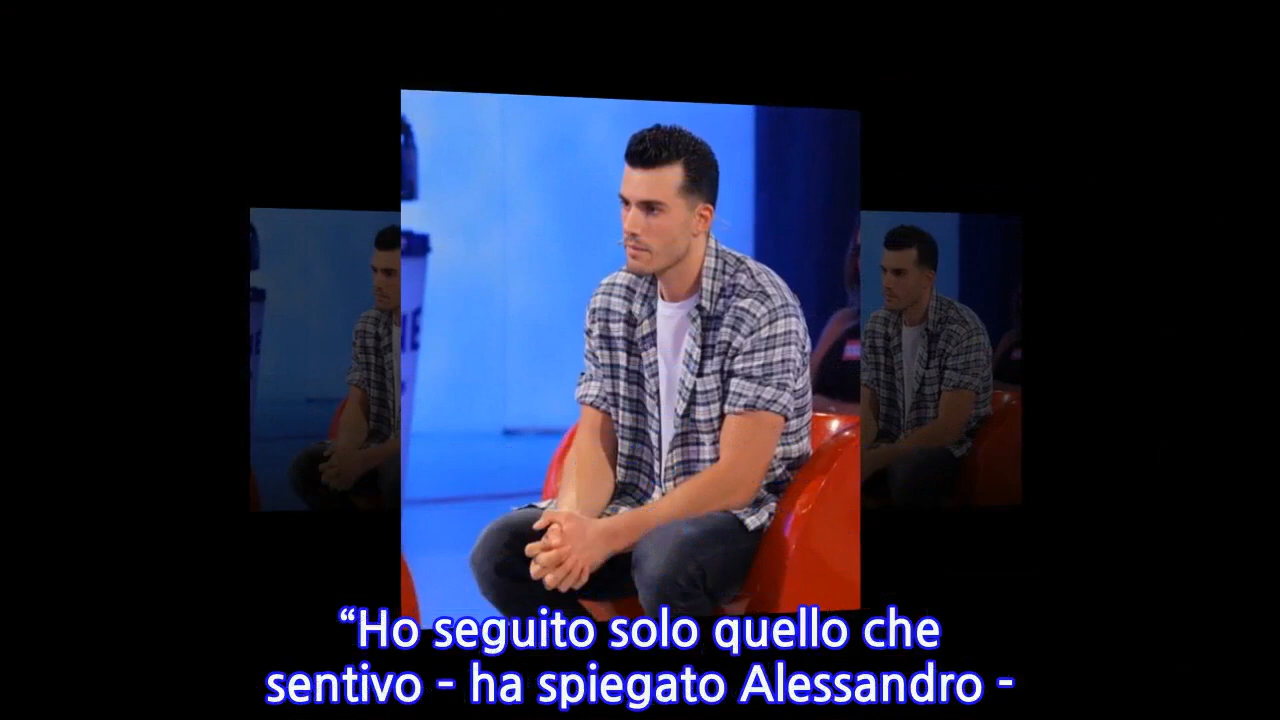 “Ho seguito solo quello che
sentivo - ha spiegato Alessandro -